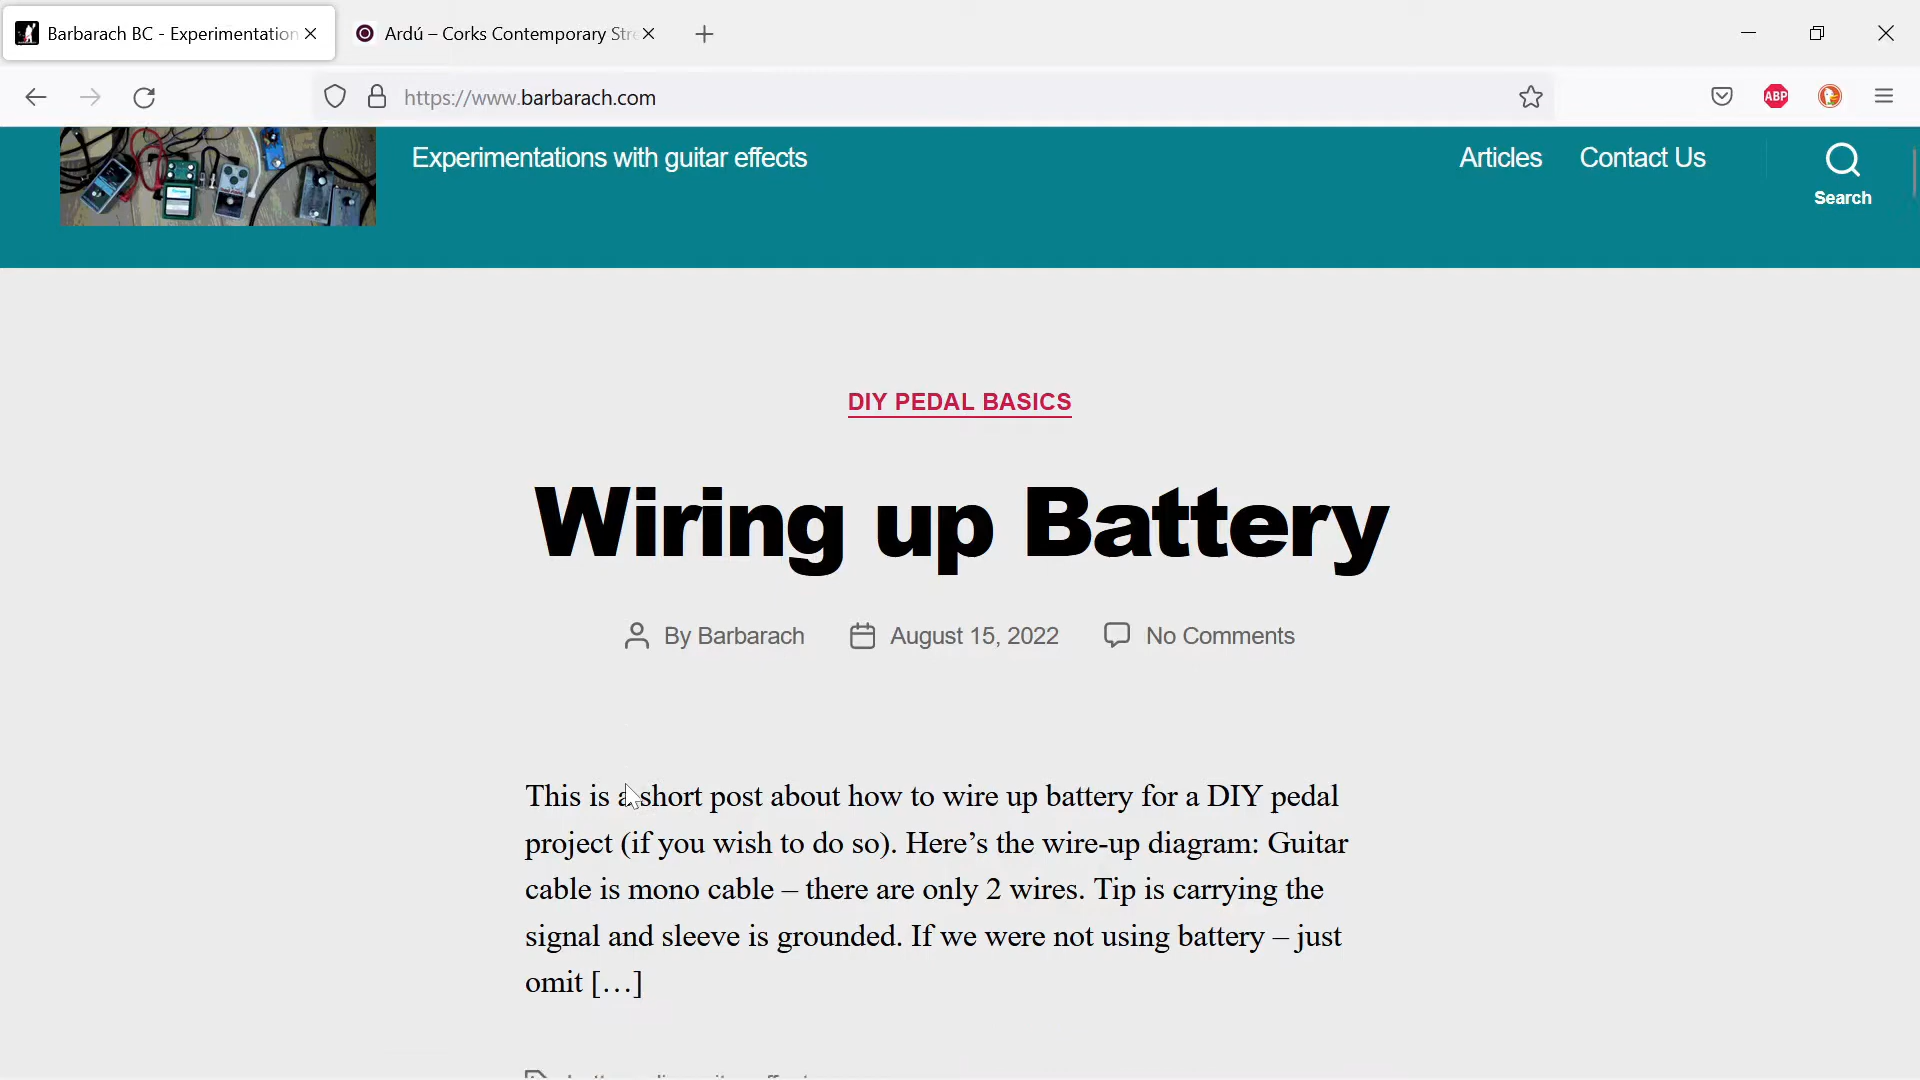 Barbarach BC - Experimentation
Ardú – Corks Contemporary Str
https://www.barbarach.com
ABP
Experimentations with guitar effects
Articles
Contact Us
Search
DIY PEDAL BASICS
Wiring up Battery
By Barbarach
August 15, 2022
No Comments
This is a short post about how to wire up battery for a DIY pedal
project (if you wish to do so). Here’s the wire-up diagram: Guitar
cable is mono cable – there are only 2 wires. Tip is carrying the
signal and sleeve is grounded. If we were not using battery – just
omit […]